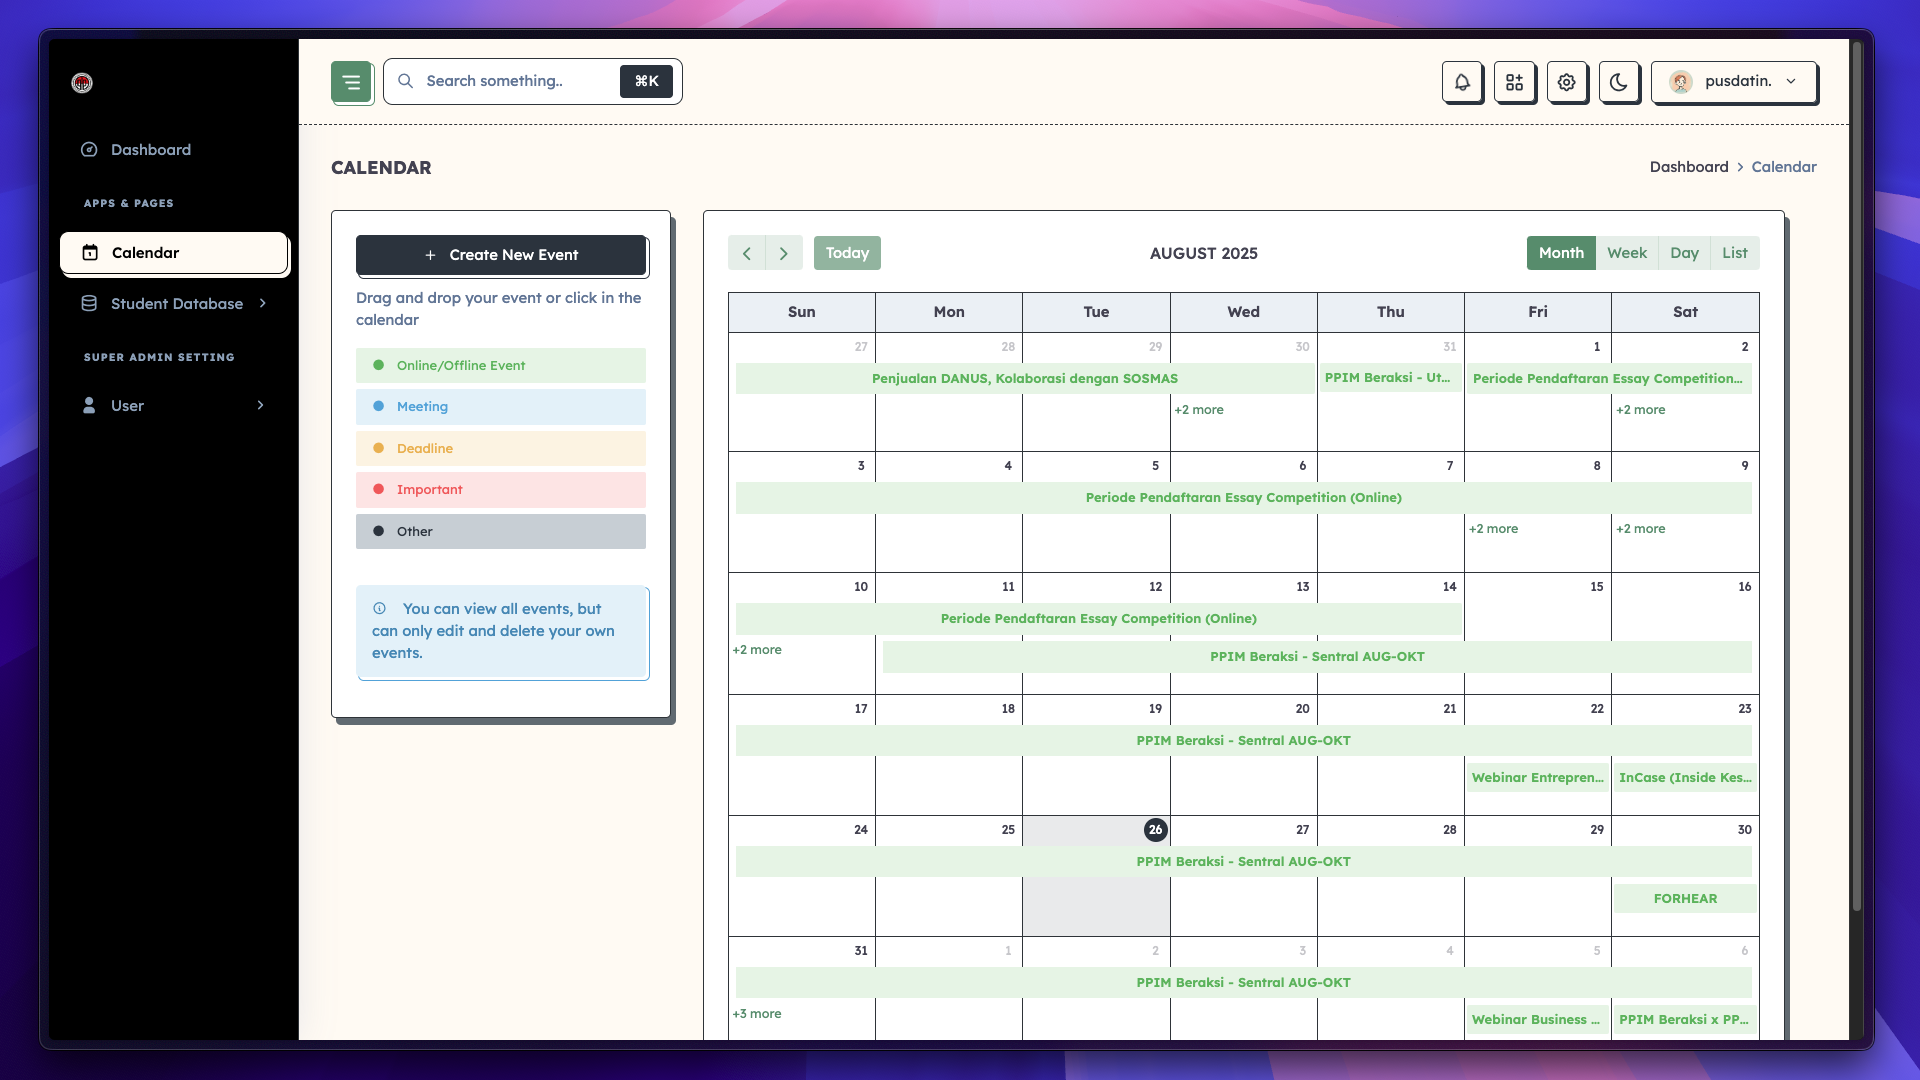 Search something..
⌘K
pusdatin.
Dashboard
APPS & PAGES
Calendar
Student Database
SUPER ADMIN SETTING
User
CALENDAR
Dashboard > Calendar
+ Create New Event
Drag and drop your event or click in the
calendar
Online/Offline Event
Meeting
Deadline
Important
Other
You can view all events, but
can only edit and delete your own
events.
Today
AUGUST 2025
Month Week Day List
Sun Mon Tue Wed Thu Fri Sat
27 28 29 30 31 1 2
Penjualan DANUS, Kolaborasi dengan SOSMAS
PPIM Beraksi - Ut...
Periode Pendaftaran Essay Competition...
+2 more
+2 more
3 4 5 6 7 8 9
Periode Pendaftaran Essay Competition (Online)
+2 more
+2 more
10 11 12 13 14 15 16
Periode Pendaftaran Essay Competition (Online)
+2 more
PPIM Beraksi - Sentral AUG-OKT
17 18 19 20 21 22 23
PPIM Beraksi - Sentral AUG-OKT
Webinar Entrepren...
InCase (Inside Kes...
24 25 26 27 28 29 30
PPIM Beraksi - Sentral AUG-OKT
FORHEAR
31 1 2 3 4 5 6
PPIM Beraksi - Sentral AUG-OKT
+3 more
Webinar Business ...
PPIM Beraksi x PP...